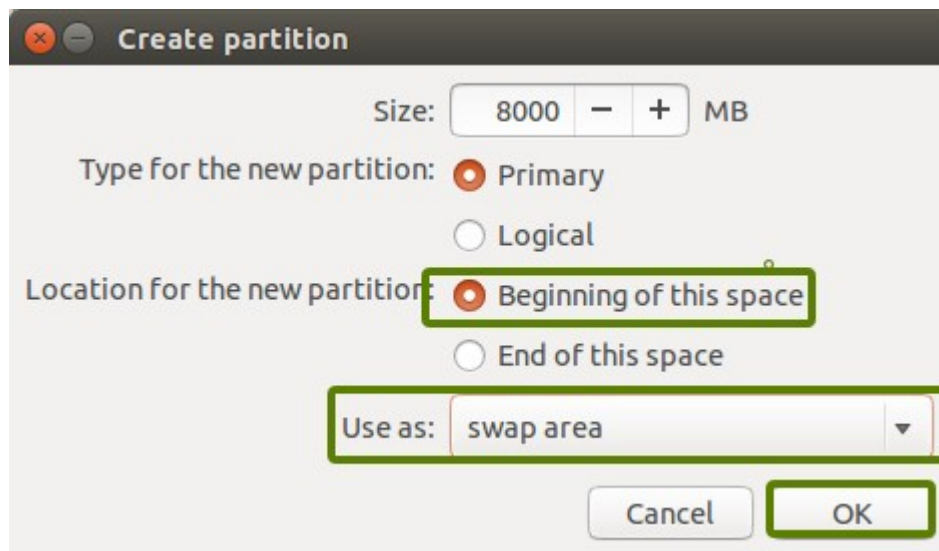 Create partition
Size: 8000 − + MB
Type for the new partition: Primary
Logical
Location for the new partition: Beginning of this space
End of this space
Use as: swap area
Cancel OK